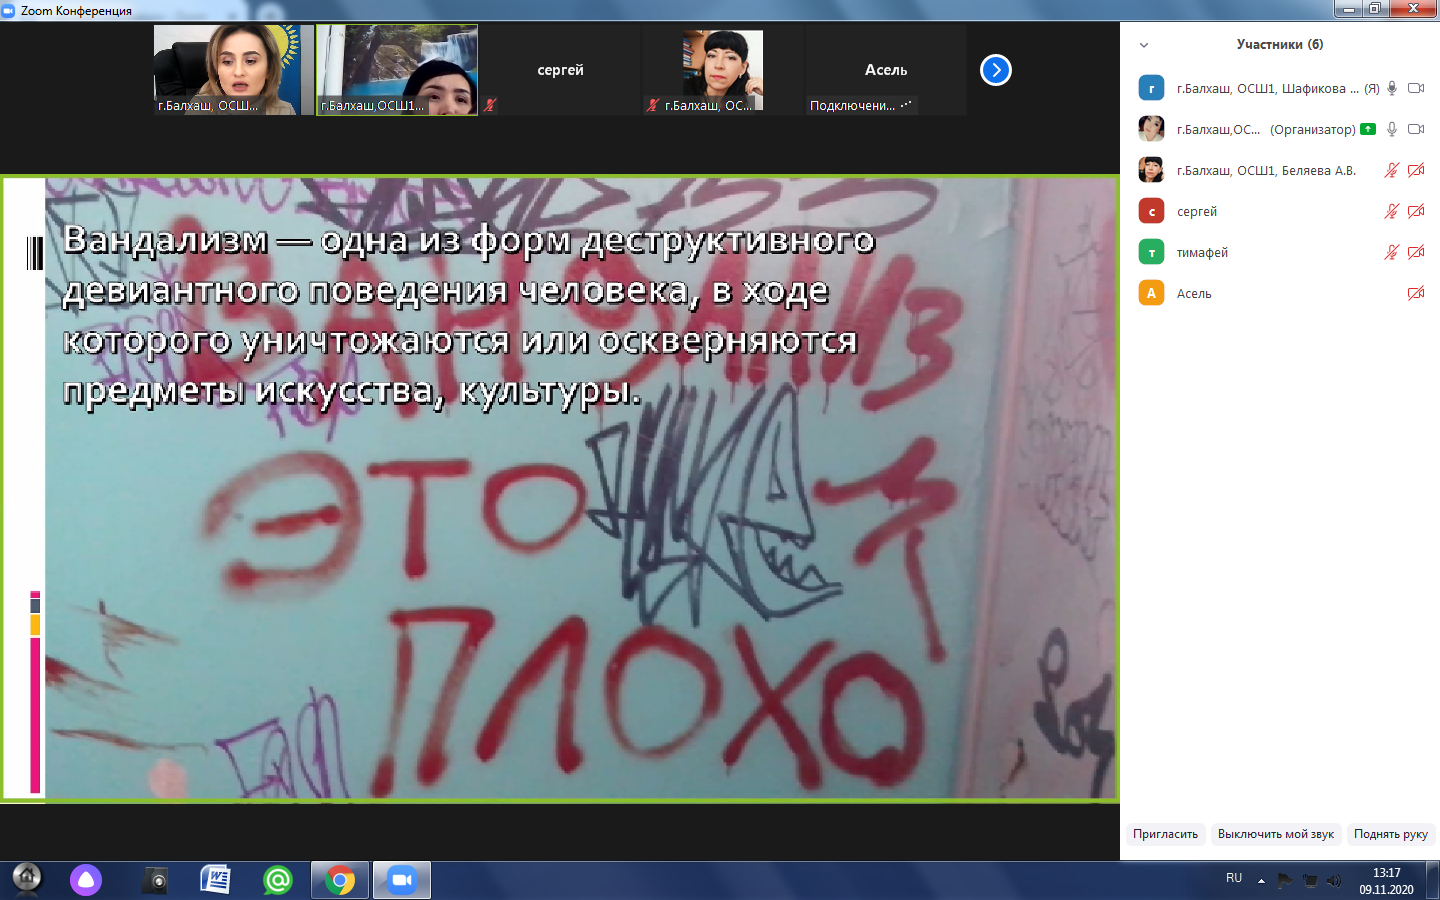 Zoom Конференция
г.Балхаш, ОСШ...
г.Балхаш,ОСШ1...
сергей
г.Балхаш, ОС...
Асель
Подключени...
Вандализм — одна из форм деструктивного
девиантного поведения человека, в ходе
которого уничтожаются или оскверняются
предметы искусства, культуры.
ВАНДАЛИЗМ
ЭТО
ПЛОХО
Участники (6)
г г.Балхаш, ОСШ1, Шафикова ... (Я)
г.Балхаш,ОС... (Организатор)
г.Балхаш, ОСШ1, Беляева А.В.
с сергей
т тимафей
А Асель
Пригласить
Выключить мой звук
Поднять руку
RU
13:17
09.11.2020